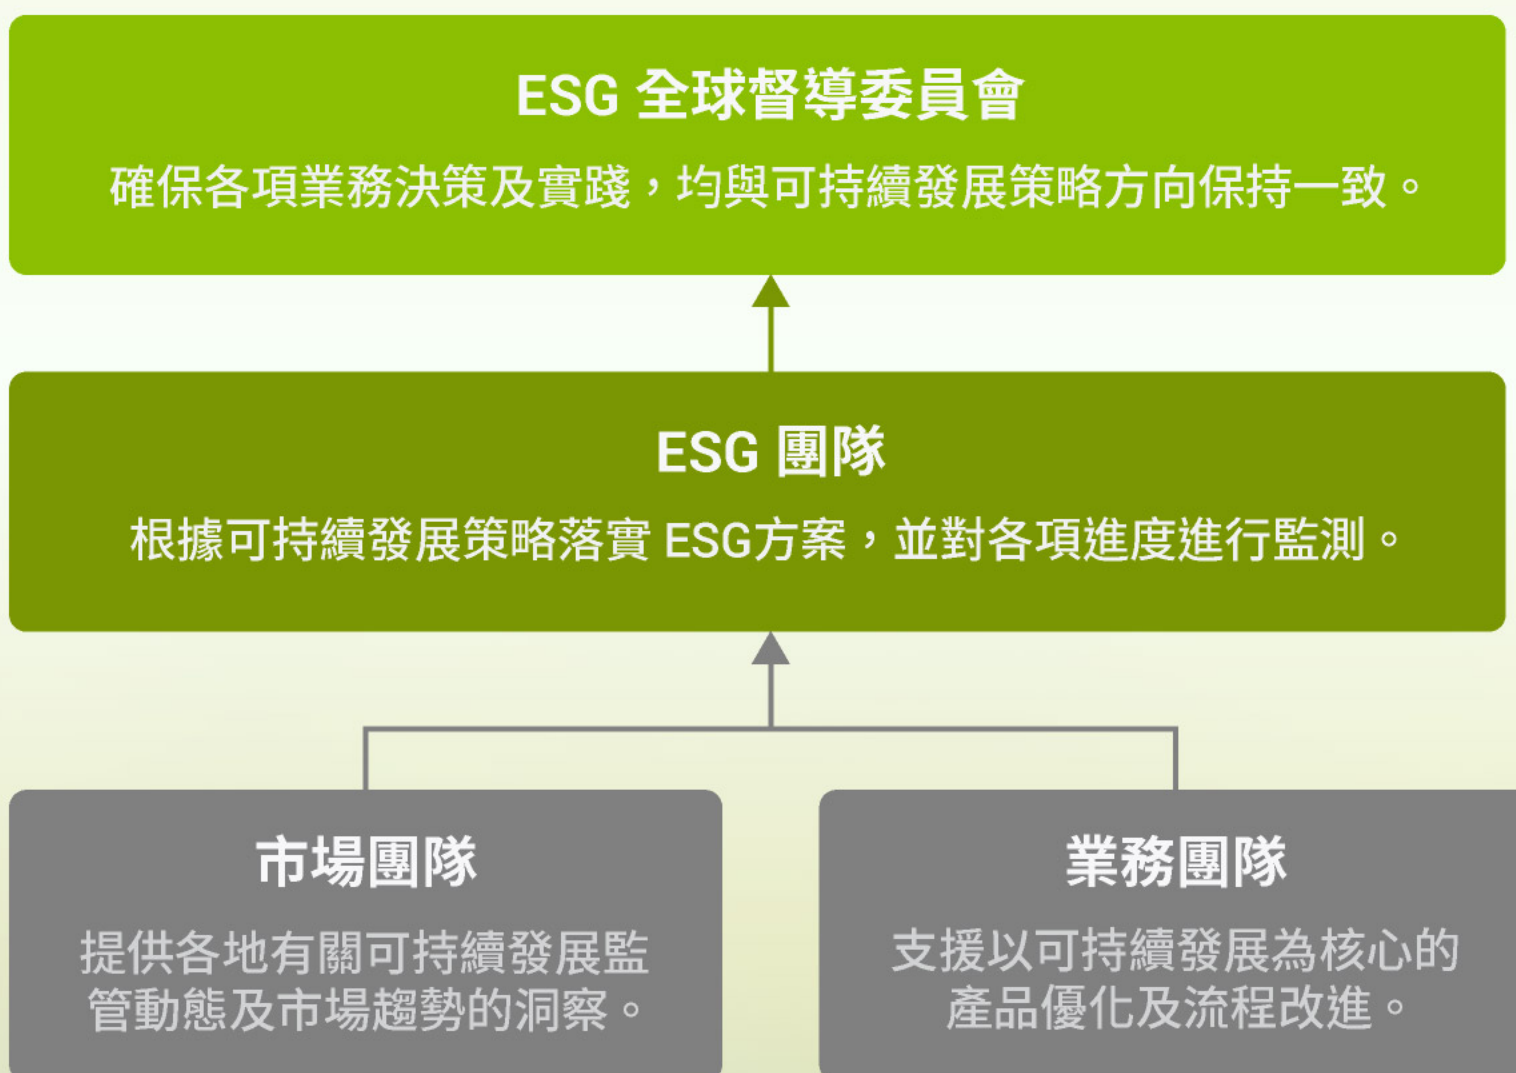 ESG 全球督導委員會
確保各項業務決策及實踐，均與可持續發展策略方向保持一致。
ESG 團隊
根據可持續發展策略落實 ESG方案，並對各項進度進行監測。
市場團隊
提供各地有關可持續發展監
管動態及市場趨勢的洞察。
業務團隊
支援以可持續發展為核心的
產品優化及流程改進。